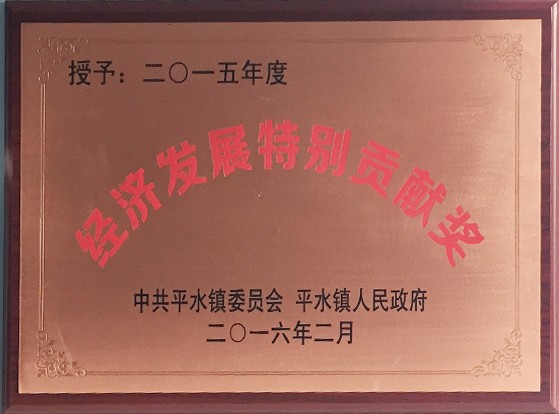 授予：二〇一五年度
经济发展特别贡献奖
中共平水镇委员会 平水镇人民政府
二〇一六年二月